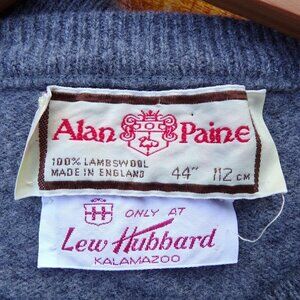 Alan Paine
100% LAMBSWOOL
MADE IN ENGLAND 44" 112 CM
H
ONLY AT
Lew Hubbard
KALAMAZOO